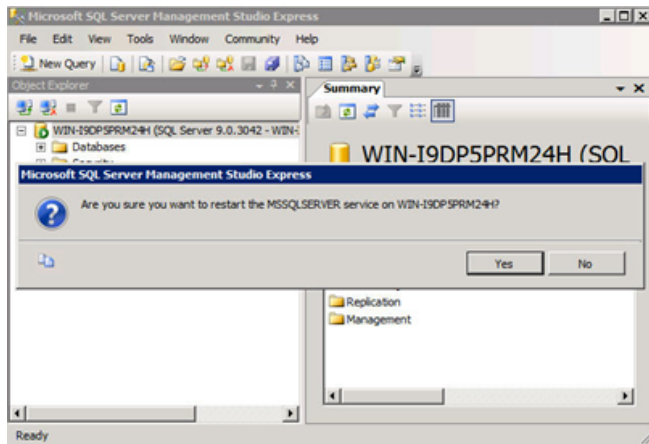 Microsoft SQL Server Management Studio Express
File Edit View Tools Window Community Help
New Query
Object Explorer
Summary
WIN-I9DP5PRM24H (SQL Server 9.0.3042 - WIN-
Databases
WIN-I9DP5PRM24H (SQL
Microsoft SQL Server Management Studio Express
Are you sure you want to restart the MSSQLSERVER service on WIN-I9DP5PRM24H?
Yes No
Replication
Management
Ready